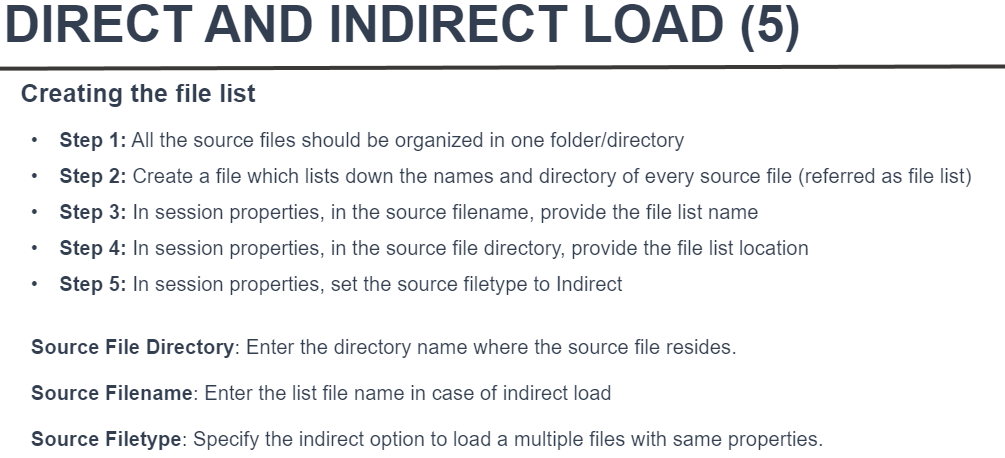 DIRECT AND INDIRECT LOAD (5)
Creating the file list
• Step 1: All the source files should be organized in one folder/directory
• Step 2: Create a file which lists down the names and directory of every source file (referred as file list)
• Step 3: In session properties, in the source filename, provide the file list name
• Step 4: In session properties, in the source file directory, provide the file list location
• Step 5: In session properties, set the source filetype to Indirect
Source File Directory: Enter the directory name where the source file resides.
Source Filename: Enter the list file name in case of indirect load
Source Filetype: Specify the indirect option to load a multiple files with same properties.